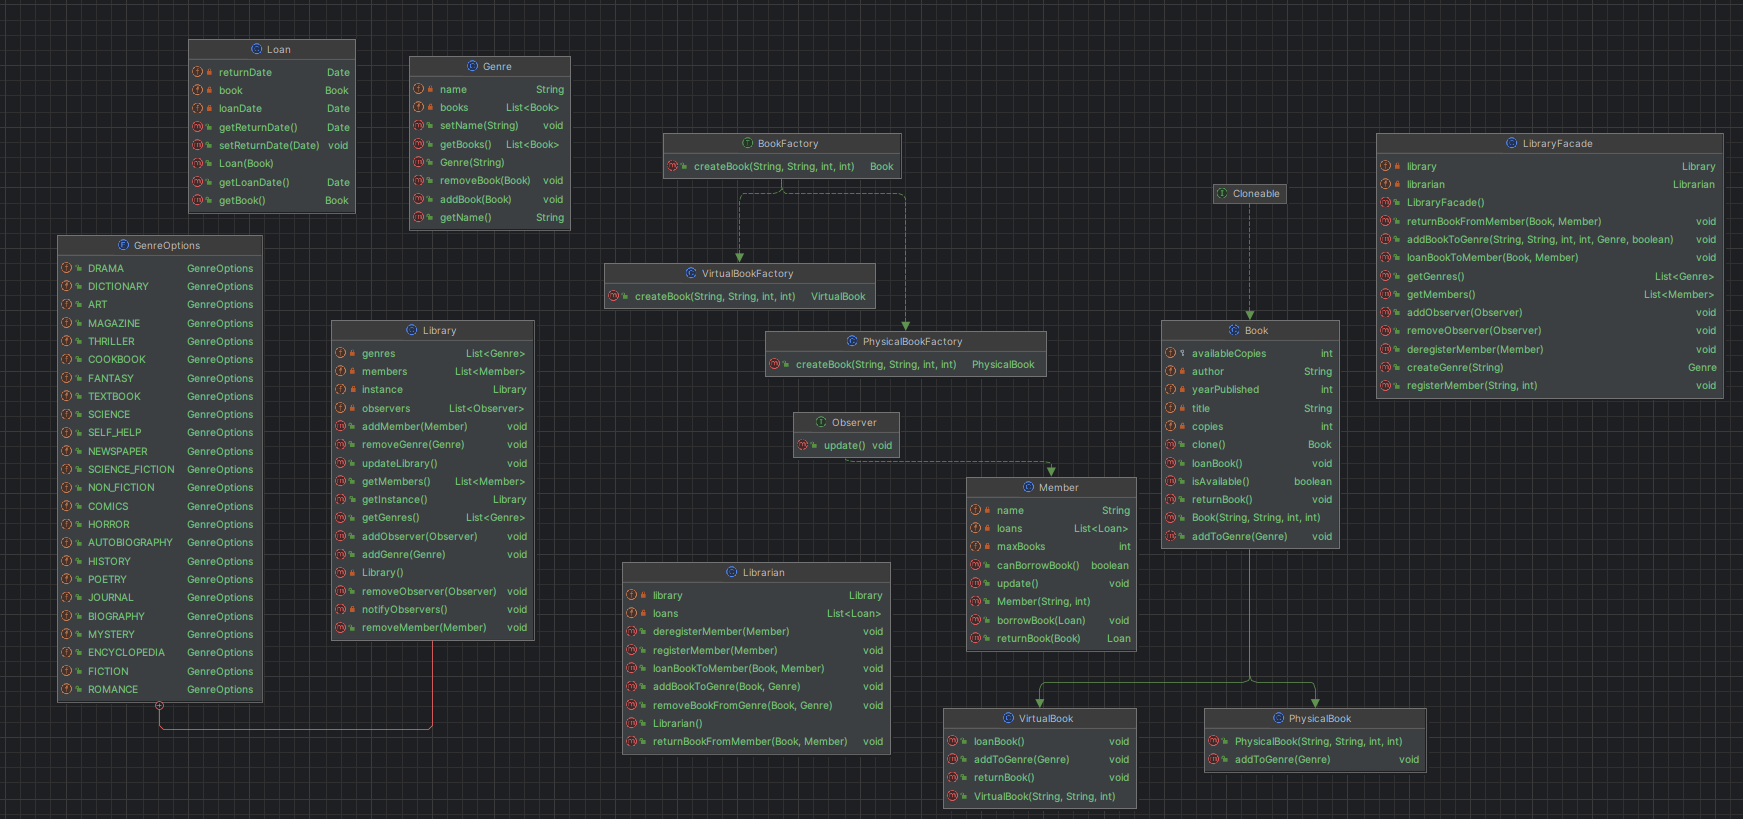 Loan
returnDate Date
book Book
loanDate Date
getReturnDate() Date
setReturnDate(Date) void
Loan(Book)
getLoanDate() Date
getBook() Book
Genre
name String
books List<Book>
setName(String) void
getBooks() List<Book>
Genre(String)
removeBook(Book) void
addBook(Book) void
getName() String
BookFactory
createBook(String, String, int, int) Book
Cloneable
LibraryFacade
library Library
librarian Librarian
LibraryFacade()
returnBookFromMember(Book, Member) void
addBookToGenre(String, String, int, int, Genre, boolean) void
loanBookToMember(Book, Member) void
getGenres() List<Genre>
getMembers() List<Member>
addObserver(Observer) void
removeObserver(Observer) void
deregisterMember(Member) void
createGenre(String) Genre
registerMember(String, int) void
GenreOptions
DRAMA GenreOptions
DICTIONARY GenreOptions
ART GenreOptions
MAGAZINE GenreOptions
THRILLER GenreOptions
COOKBOOK GenreOptions
FANTASY GenreOptions
TEXTBOOK GenreOptions
SCIENCE GenreOptions
SELF_HELP GenreOptions
NEWSPAPER GenreOptions
SCIENCE_FICTION GenreOptions
NON_FICTION GenreOptions
COMICS GenreOptions
HORROR GenreOptions
AUTOBIOGRAPHY GenreOptions
HISTORY GenreOptions
POETRY GenreOptions
JOURNAL GenreOptions
BIOGRAPHY GenreOptions
MYSTERY GenreOptions
ENCYCLOPEDIA GenreOptions
FICTION GenreOptions
ROMANCE GenreOptions
VirtualBookFactory
createBook(String, String, int, int) VirtualBook
PhysicalBookFactory
createBook(String, String, int, int) PhysicalBook
Library
genres List<Genre>
members List<Member>
instance Library
observers List<Observer>
addMember(Member) void
removeGenre(Genre) void
updateLibrary() void
getMembers() List<Member>
getInstance() Library
getGenres() List<Genre>
addObserver(Observer) void
addGenre(Genre) void
Library()
removeObserver(Observer) void
notifyObservers() void
removeMember(Member) void
Book
availableCopies int
author String
yearPublished int
title String
copies int
clone() Book
loanBook() void
isAvailable() boolean
returnBook() void
Book(String, String, int, int)
addToGenre(Genre) void
Observer
update() void
Member
name String
loans List<Loan>
maxBooks int
canBorrowBook() boolean
update() void
Member(String, int)
borrowBook(Loan) void
returnBook(Book) Loan
Librarian
library Library
loans List<Loan>
deregisterMember(Member) void
registerMember(Member) void
loanBookToMember(Book, Member) void
addBookToGenre(Book, Genre) void
removeBookFromGenre(Book, Genre) void
Librarian()
returnBookFromMember(Book, Member) void
VirtualBook
loanBook() void
addToGenre(Genre) void
returnBook() void
VirtualBook(String, String, int)
PhysicalBook
PhysicalBook(String, String, int, int)
addToGenre(Genre) void